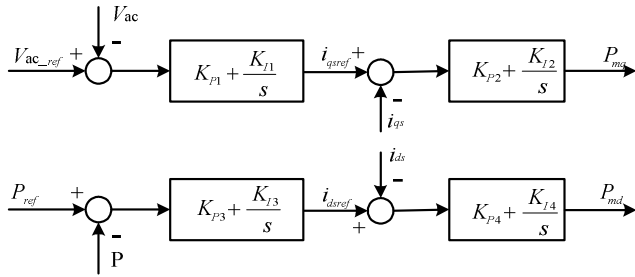 Vac
−
Vac_ref + K_P1 + K_I1/s i_qsref + K_P2 + K_I2/s P_mq
−
i_qs
i_ds
−
P_ref + K_P3 + K_I3/s i_dsref + K_P4 + K_I4/s P_md
−
P